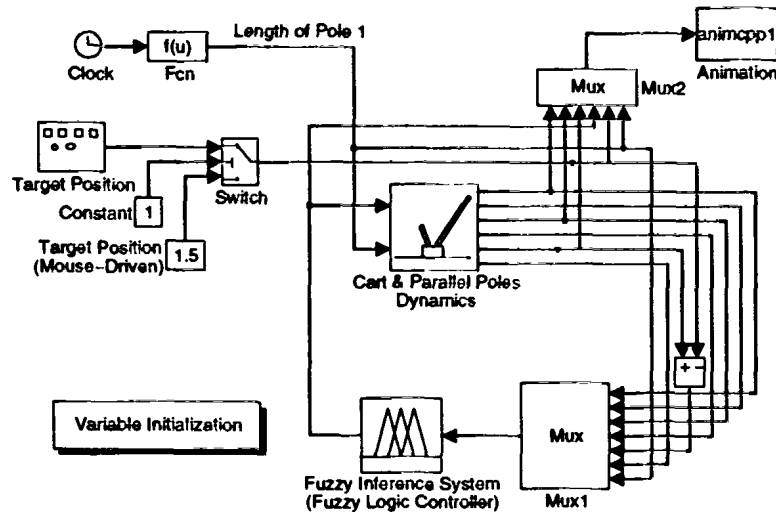 Length of Pole 1
f(u)
animcpp1
Clock
Fcn
Animation
Mux
Mux2
Target Position
Switch
Constant
1
Target Position
(Mouse-Driven)
1.5
Cart & Parallel Poles
Dynamics
+ -
Variable Initialization
Mux
Fuzzy Inference System
(Fuzzy Logic Controller)
Mux1